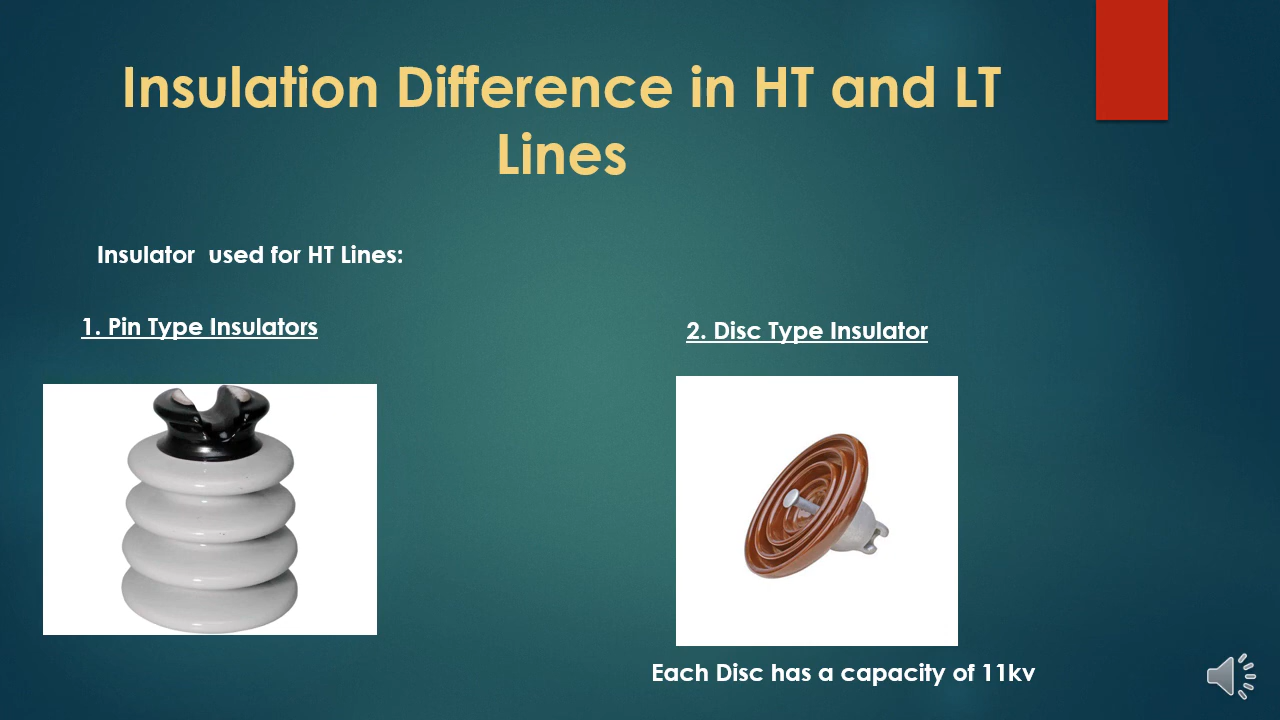 Insulation Difference in HT and LT
Lines
Insulator  used for HT Lines:
1. Pin Type Insulators
2. Disc Type Insulator
Each Disc has a capacity of 11kv